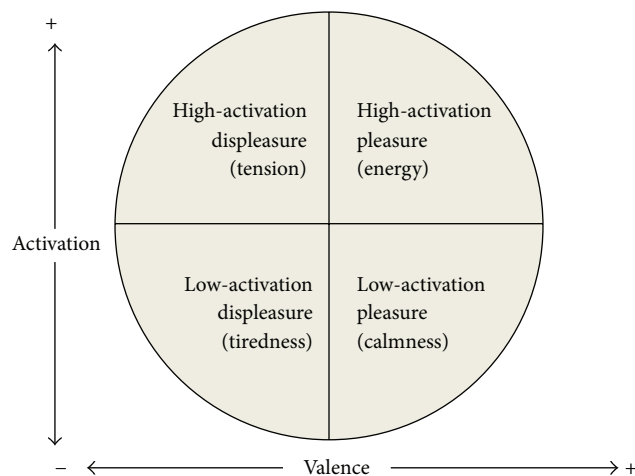 +
High-activation
displeasure
(tension)
High-activation
pleasure
(energy)
Activation
Low-activation
displeasure
(tiredness)
Low-activation
pleasure
(calmness)
−
Valence
+